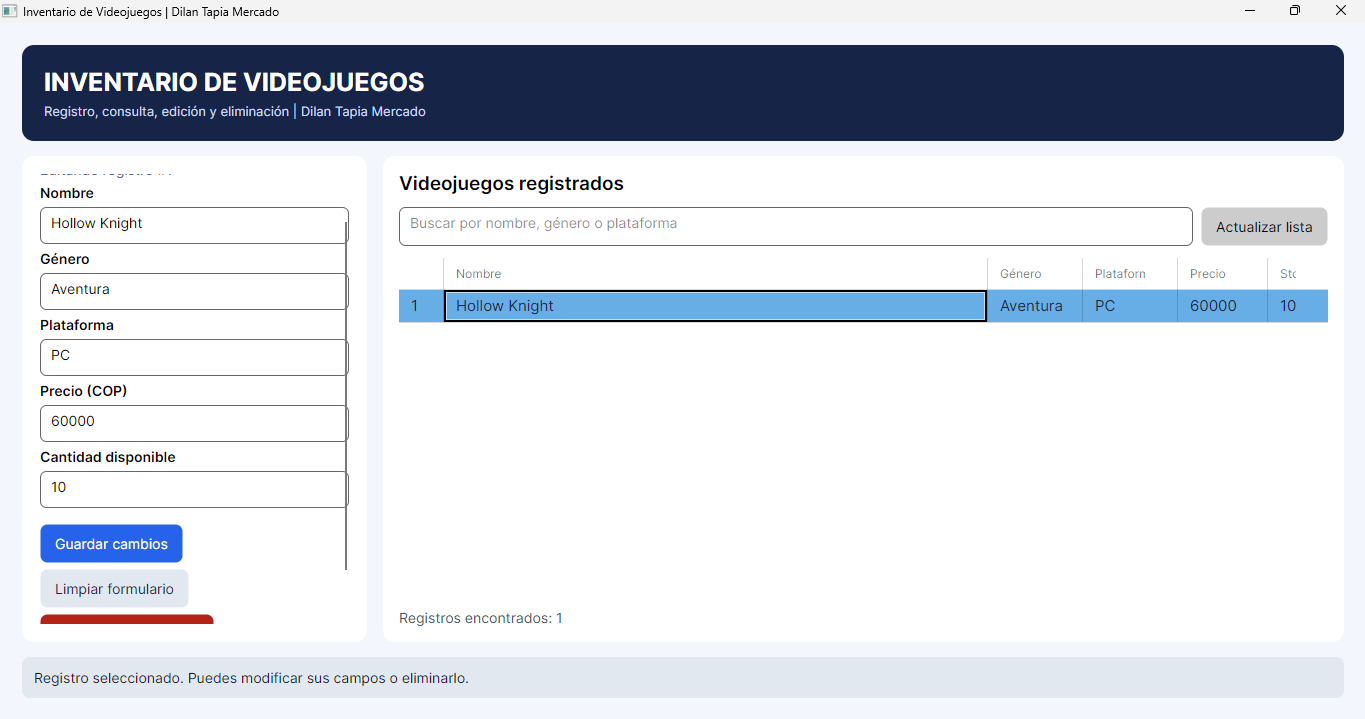 Inventario de Videojuegos | Dilan Tapia Mercado
INVENTARIO DE VIDEOJUEGOS
Registro, consulta, edición y eliminación | Dilan Tapia Mercado
Nombre
Hollow Knight
Género
Aventura
Plataforma
PC
Precio (COP)
60000
Cantidad disponible
10
Guardar cambios
Limpiar formulario
Videojuegos registrados
Buscar por nombre, género o plataforma
Actualizar lista
Nombre Género Plataforn Precio Stc
1 Hollow Knight Aventura PC 60000 10
Registros encontrados: 1
Registro seleccionado. Puedes modificar sus campos o eliminarlo.